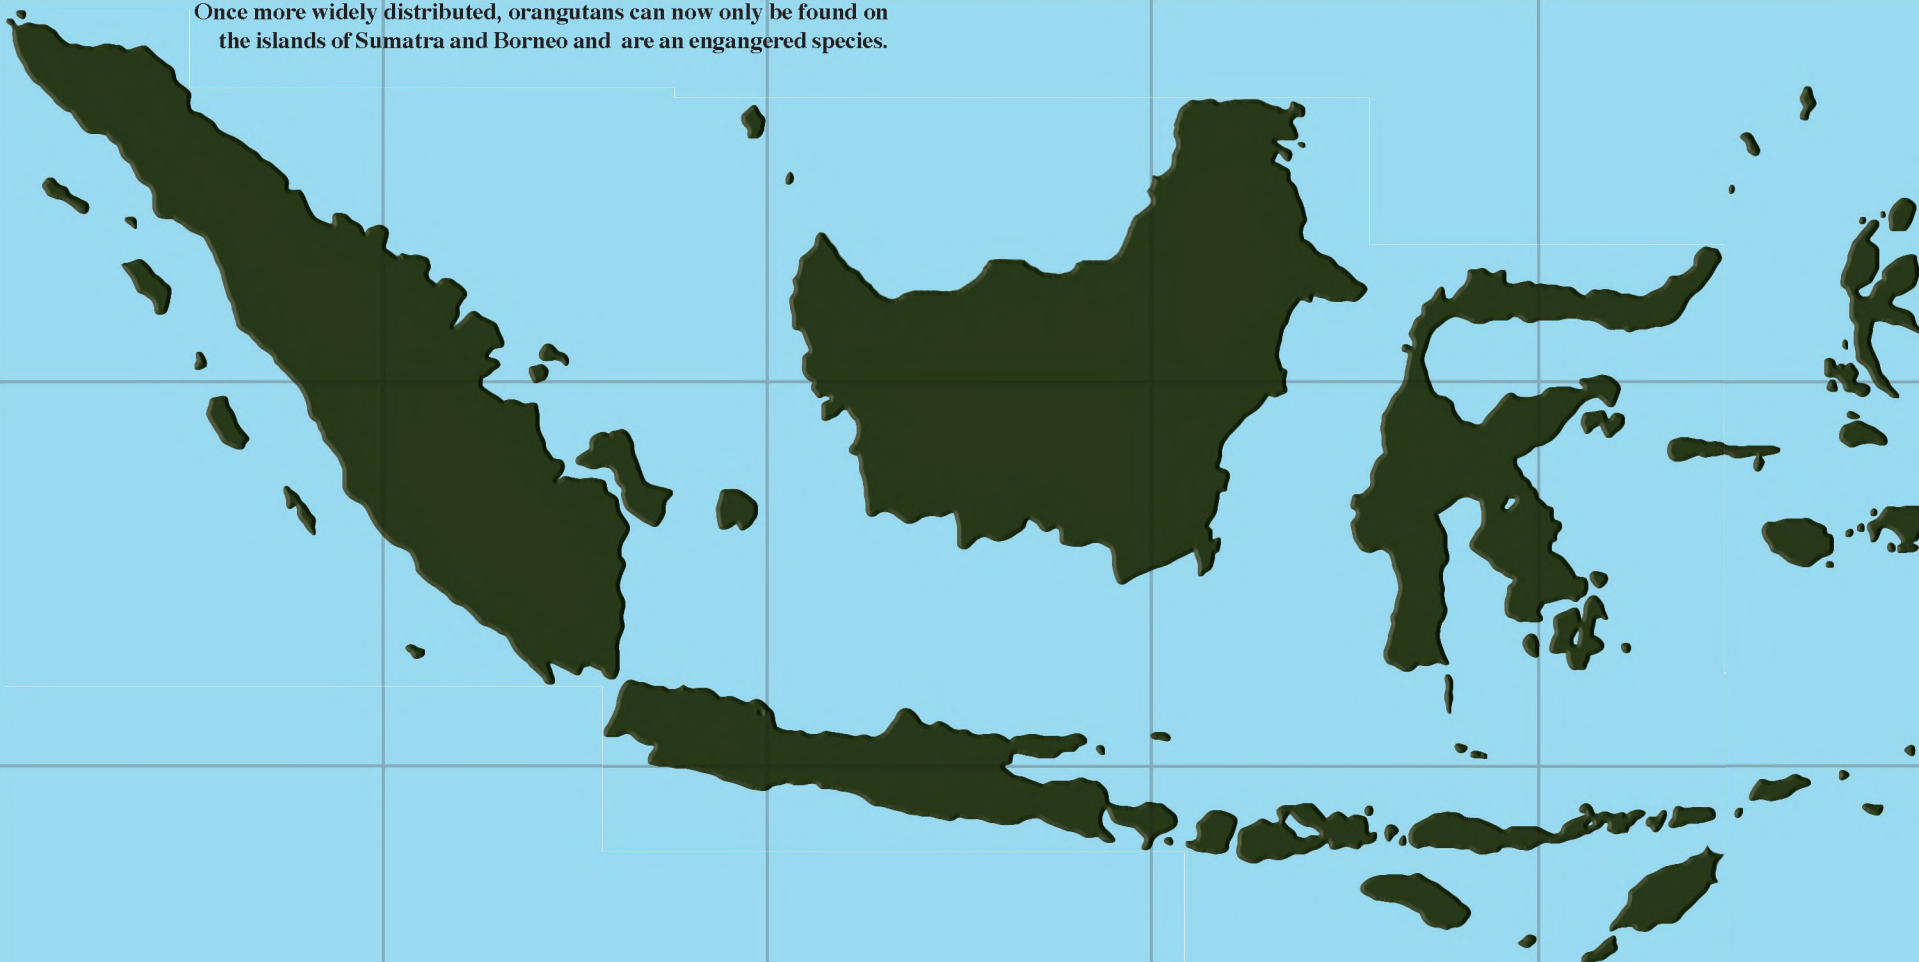 Once more widely distributed, orangutans can now only be found on
the islands of Sumatra and Borneo and  are an engangered species.